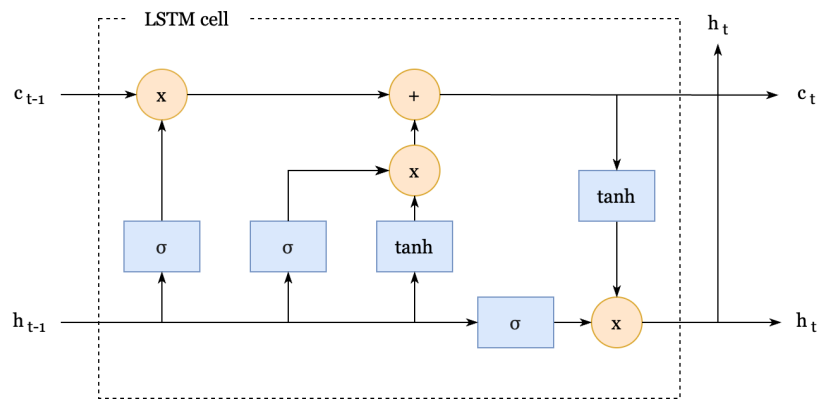 LSTM cell
h t
c t-1
x
+
c t
x
tanh
σ
σ
tanh
h t-1
σ
x
h t